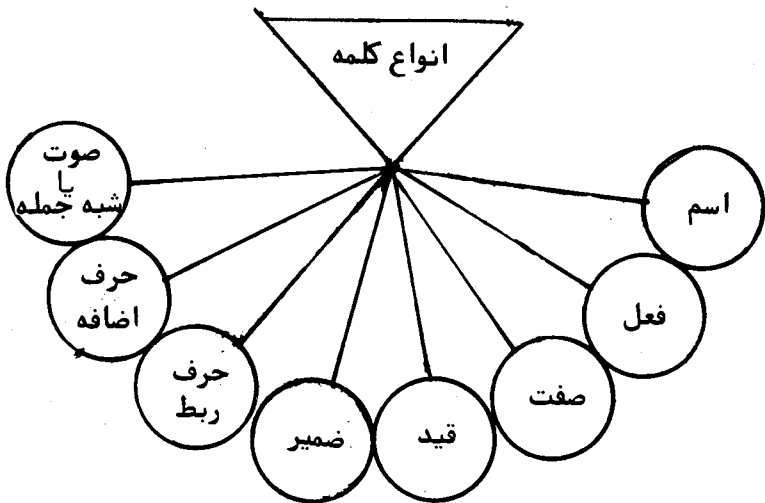 انواع کلمه
اسم
فعل
صفت
قید
ضمیر
حرف
ربط
حرف
اضافه
صوت
یا
شبه جمله